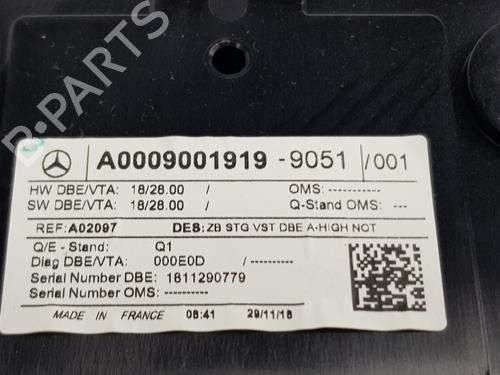 A0009001919 -9051 /001
HW DBE/VTA: 18/28.00 / OMS: ----------
SW DBE/VTA: 18/28.00 / Q-Stand OMS: -----
REF: A02097 DES: ZB STG VST DBE A-HIGH NOT
Q/E - Stand: Q1
Diag DBE/VTA: 000E0D / ----------
Serial Number DBE: 1811290779
Serial Number OMS: ----------
MADE IN FRANCE 08:41 29/11/18
B-PARTS